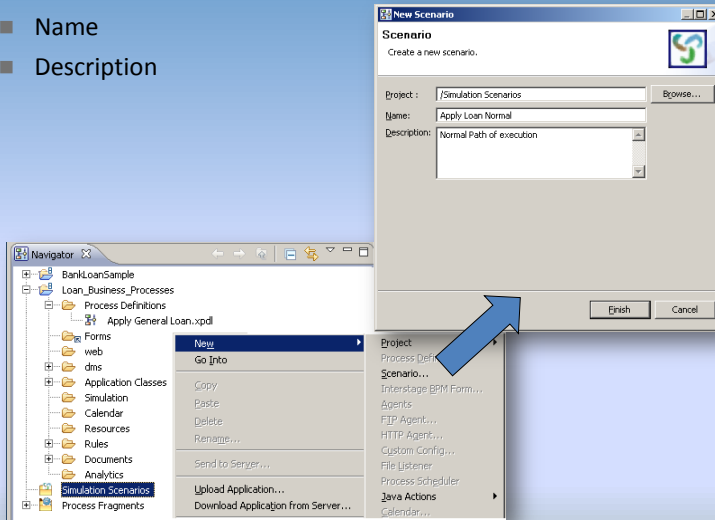 Name
Description
New Scenario
Scenario
Create a new scenario.
Project :
/Simulation Scenarios
Browse...
Name:
Apply Loan Normal
Description:
Normal Path of execution
Finish
Cancel
Navigator
BankLoanSample
Loan_Business_Processes
Process Definitions
Apply General Loan.xpdl
Forms
web
dms
Application Classes
Simulation
Calendar
Resources
Rules
Documents
Analytics
Simulation Scenarios
Process Fragments
New
Go Into
Copy
Paste
Delete
Rename...
Send to Server...
Upload Application...
Download Application from Server...
Project
Process Defi
Scenario...
Interstage BPM Form...
Agents
FTP Agent...
HTTP Agent...
Custom Config...
File Listener
Process Scheduler
Java Actions
Calendar...